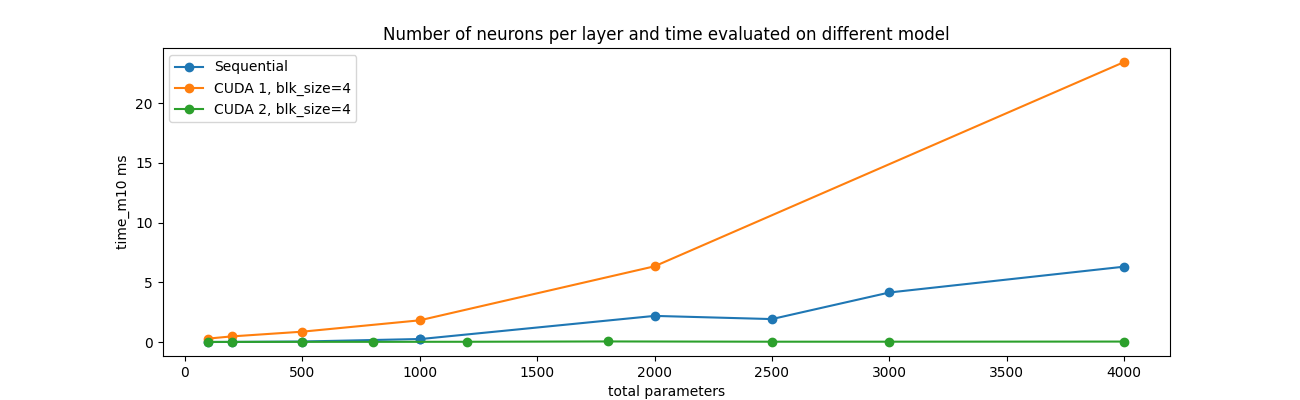 Number of neurons per layer and time evaluated on different model
Sequential
CUDA 1, blk_size=4
CUDA 2, blk_size=4
time_m10 ms
20
15
10
5
0
0 500 1000 1500 2000 2500 3000 3500 4000
total parameters